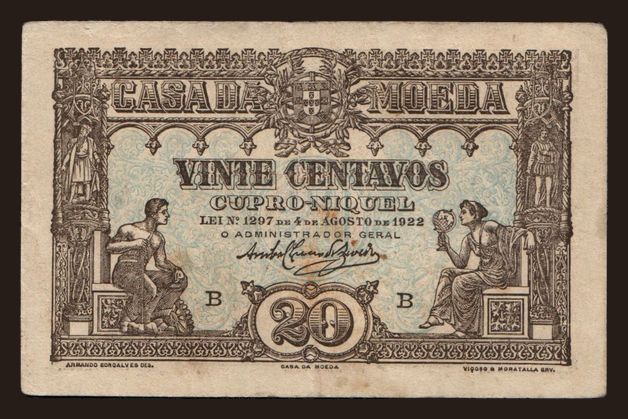 CASA DA MOEDA
VINTE CENTAVOS
CUPRO-NIQUEL
LEI Nº 1297 DE 4 DE AGOSTO DE 1922
O ADMINISTRADOR GERAL
B B
20
ARMANDO GONÇALVES DES. CASA DA MOEDA VIÇOSO & MORATALLA GRV.